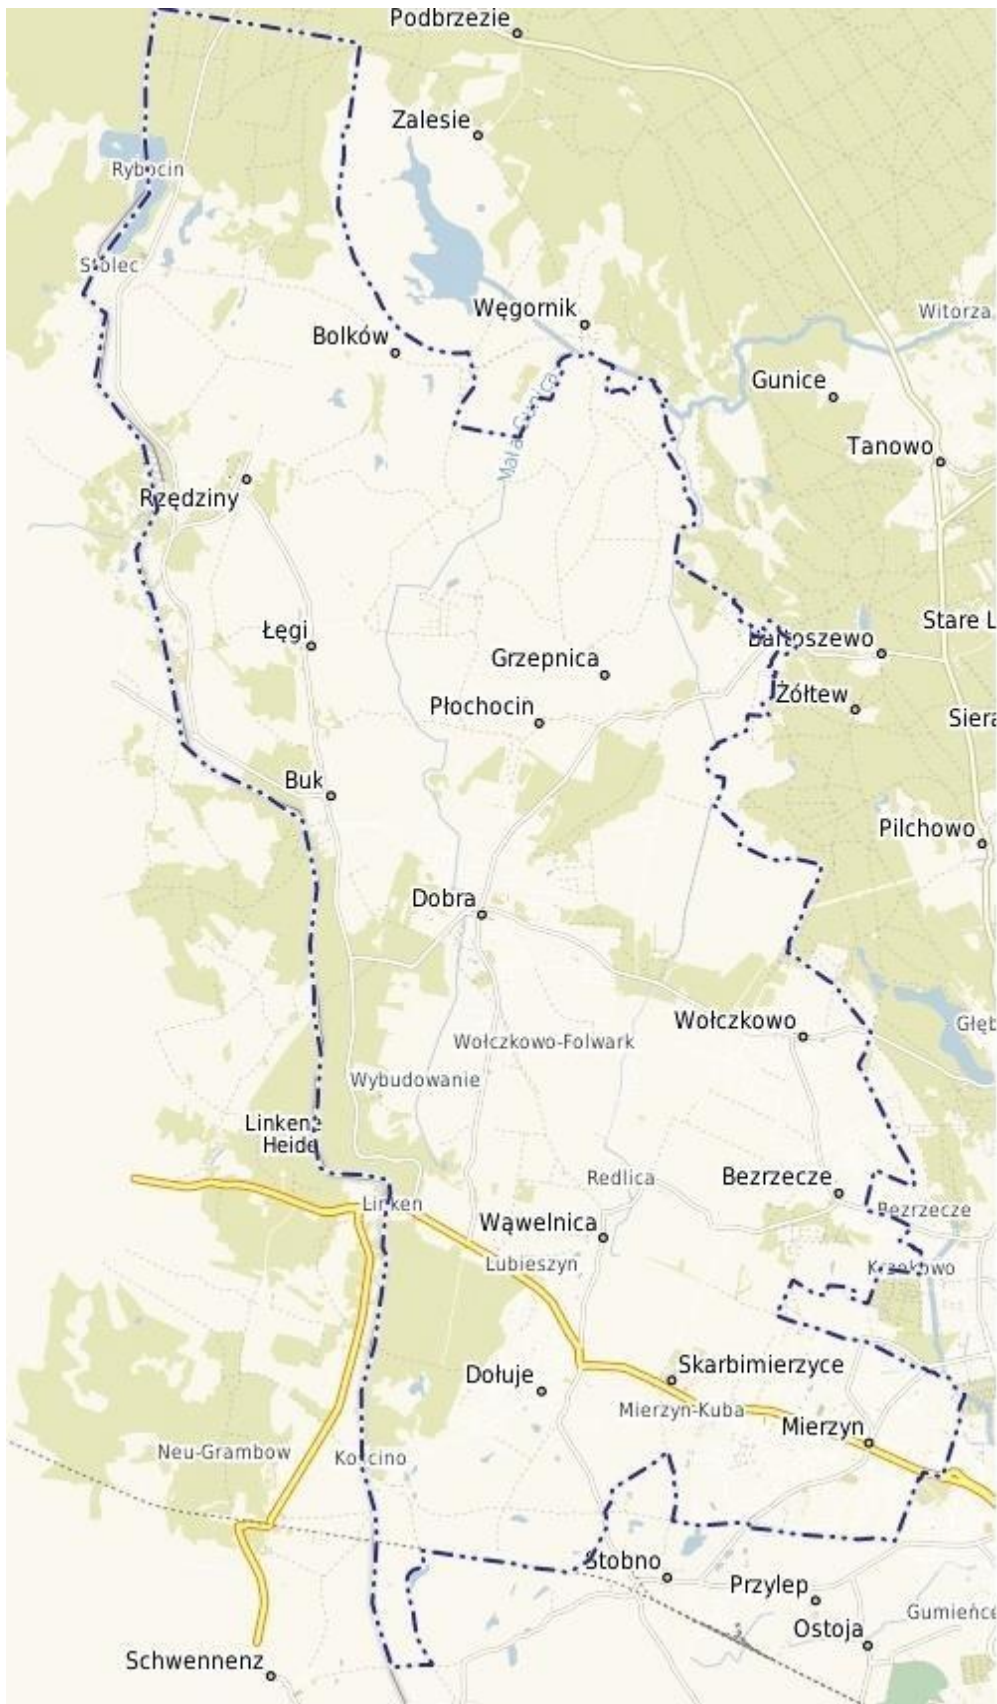 Podbrzezie
Zalesie
Rybocin
Stolec
Węgornik
Witorza
Bolków
Gunice
Mała Gunica
Tanowo
Rzędziny
Łęgi
Stare L
Bartoszewo
Grzepnica
Żółtew
Płochocin
Siera
Buk
Pilchowo
Dobra
Wołczkowo
Głęb
Wołczkowo-Folwark
Wybudowanie
Linken
Heide
Redlica
Bezrzecze
Linken
Bezrzecze
Wąwelnica
Lubieszyn
Krzekowo
Skarbimierzyce
Dołuje
Mierzyn-Kuba
Mierzyn
Neu-Grambow
Kościno
Stobno
Przylep
Gumieńce
Ostoja
Schwennenz